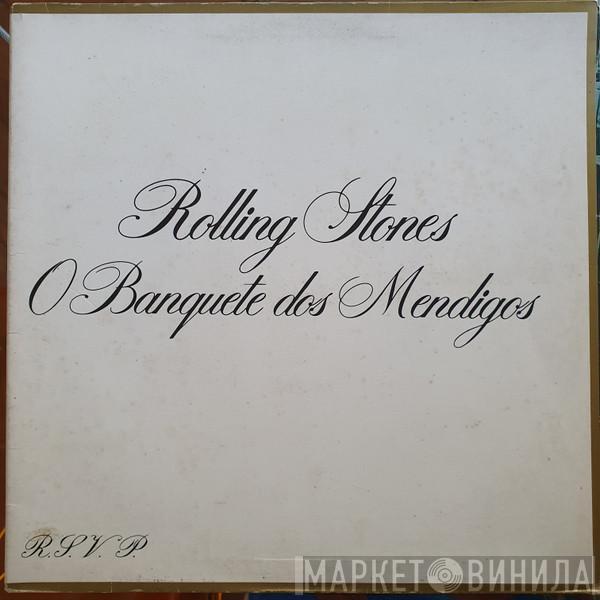 Rolling Stones
O Banquete dos Mendigos
R.S.V.P.
МАРКЕТ ВИНИЛА